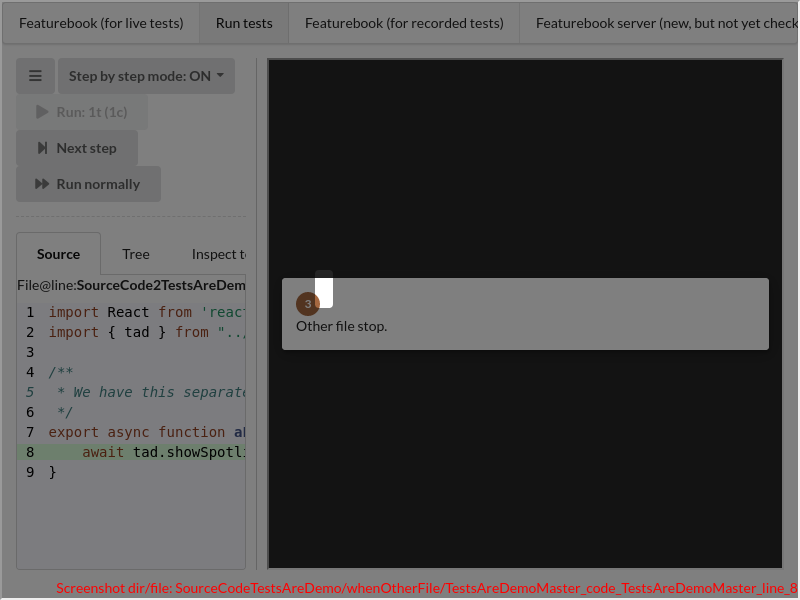 Featurebook (for live tests) Run tests Featurebook (for recorded tests) Featurebook server (new, but not yet check
Step by step mode: ON
Run: 1t (1c)
Next step
Run normally
Source Tree Inspect te
File@line:SourceCode2TestsAreDem
1 import React from 'react
2 import { tad } from "../
3
4 /**
5 * We have this separate
6 */
7 export async function
8 await tad.showSpotli
9 }
3
Other file stop.
Screenshot dir/file: SourceCodeTestsAreDemo/whenOtherFile/TestsAreDemoMaster_code_TestsAreDemoMaster_line_8